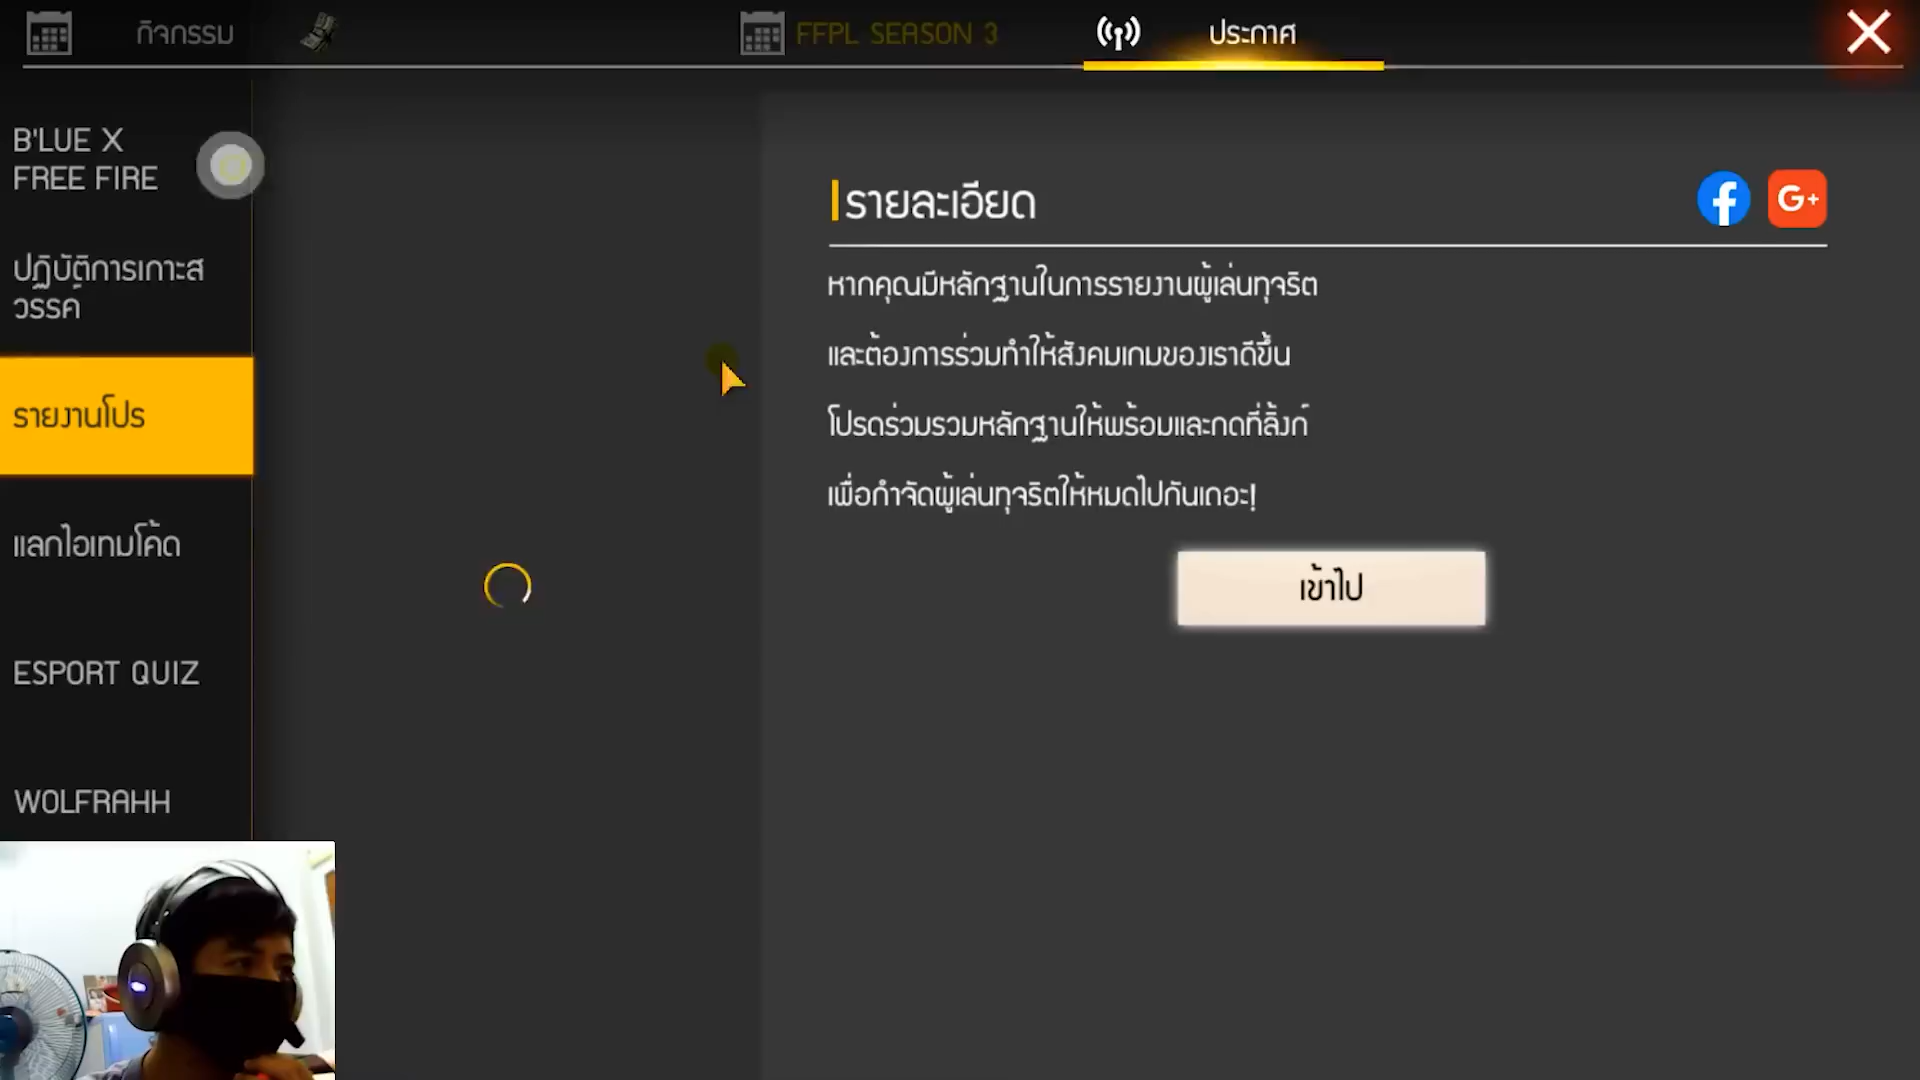 กิจกรรม
FFPL SEASON 3
ประกาศ
B'LUE X
FREE FIRE
ปฏิบัติการเกาะส
วรรค์
รายงานโปร
แลกไอเทมโค้ด
ESPORT QUIZ
WOLFRAHH
รายละเอียด
G+
หากคุณมีหลักฐานในการรายงานผู้เล่นทุจริต
และต้องการร่วมทำให้สังคมเกมของเราดีขึ้น
โปรดร่วมรวมหลักฐานให้พร้อมและกดที่ลิ้งก์
เพื่อกำจัดผู้เล่นทุจริตให้หมดไปกันเถอะ!
เข้าไป